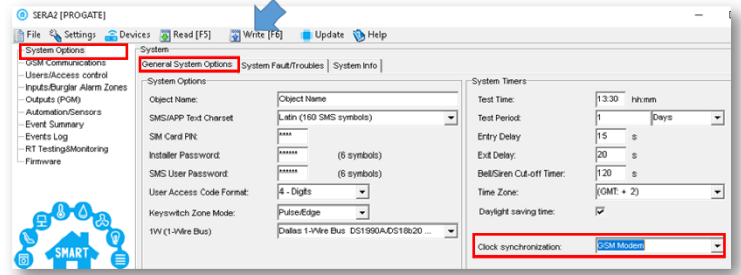 SERA2 [PROGATE]
File Settings Devices Read [F5] Write [F6] Update Help
System Options
GSM Communications
Users/Access control
Inputs/Burglar Alarm Zones
Outputs (PGM)
Automation/Sensors
Event Summary
Events Log
RT Testing&Monitoring
Firmware
SMART
System
General System Options System Fault/Troubles System Info
System Options
Object Name: Object Name
SMS/APP Text Charset Latin (160 SMS symbols)
SIM Card PIN: ****
Installer Password: ****** (6 symbols)
SMS User Password: ****** (6 symbols)
User Access Code Format: 4 - Digits
Keyswitch Zone Mode: Pulse/Edge
1W (1-Wire Bus) Dallas 1-Wire Bus DS1990A/DS18b20 ...
System Timers
Test Time: 13:30 hh:mm
Test Period: 1 Days
Entry Delay 15 s
Exit Delay: 20 s
Bell/Siren Cut-off Timer: 120 s
Time Zone: (GMT: + 2)
Daylight saving time:
Clock synchronization: GSM Modem